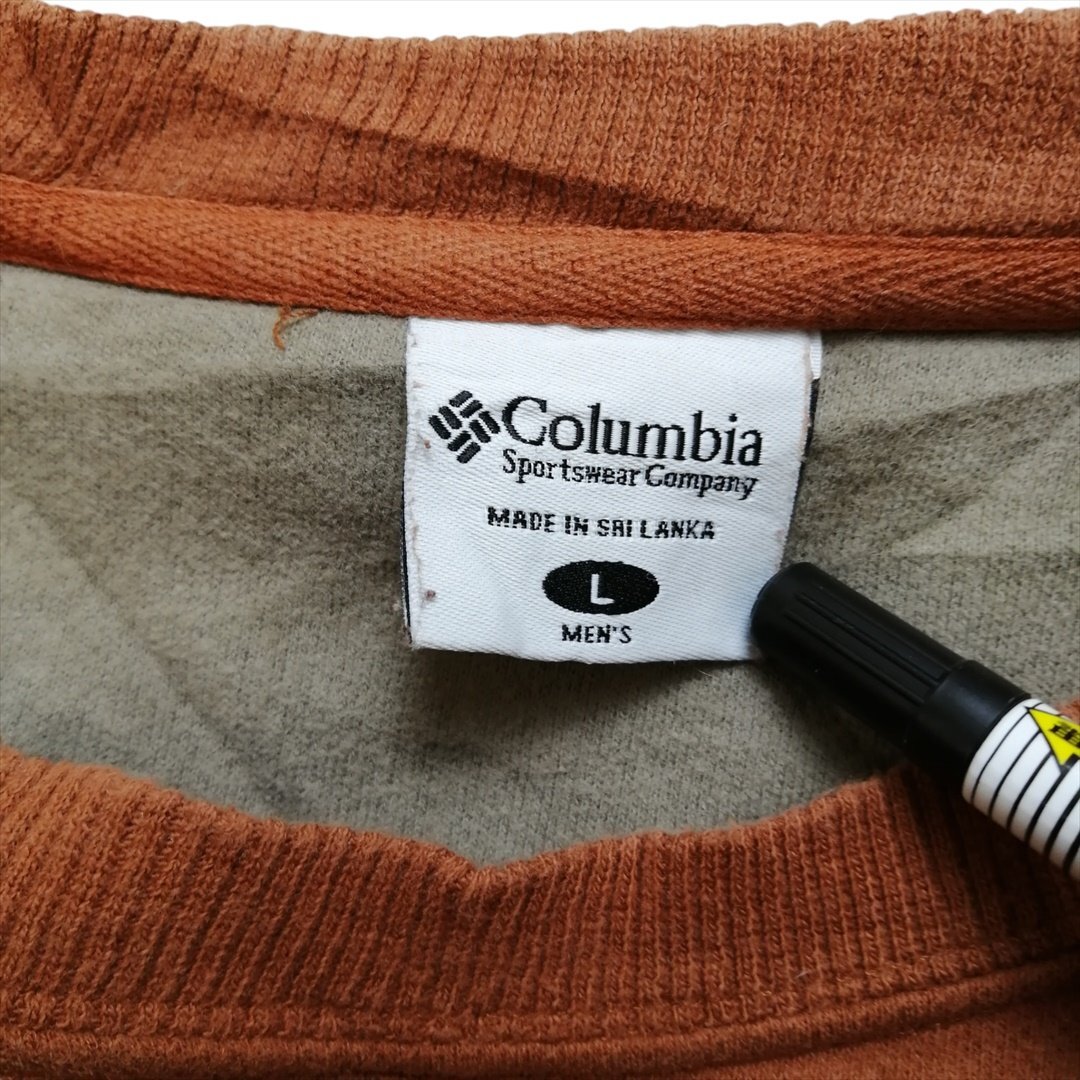 Columbia
Sportswear Company
MADE IN SRI LANKA
L
MEN'S